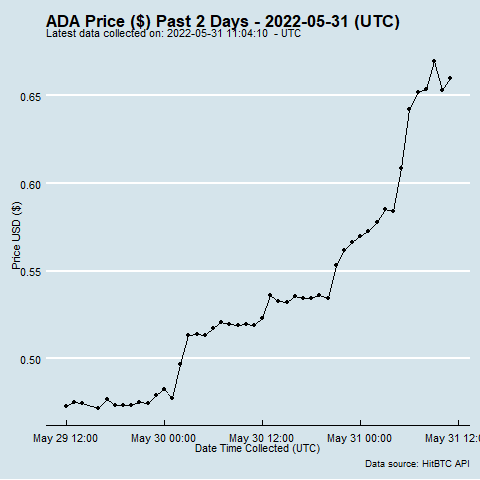 ADA Price ($) Past 2 Days - 2022-05-31 (UTC)
Latest data collected on: 2022-05-31 11:04:10 - UTC
0.65
0.60
0.55
0.50
Price USD ($)
May 29 12:00 May 30 00:00 May 30 12:00 May 31 00:00 May 31 12:0
Date Time Collected (UTC)
Data source: HitBTC API